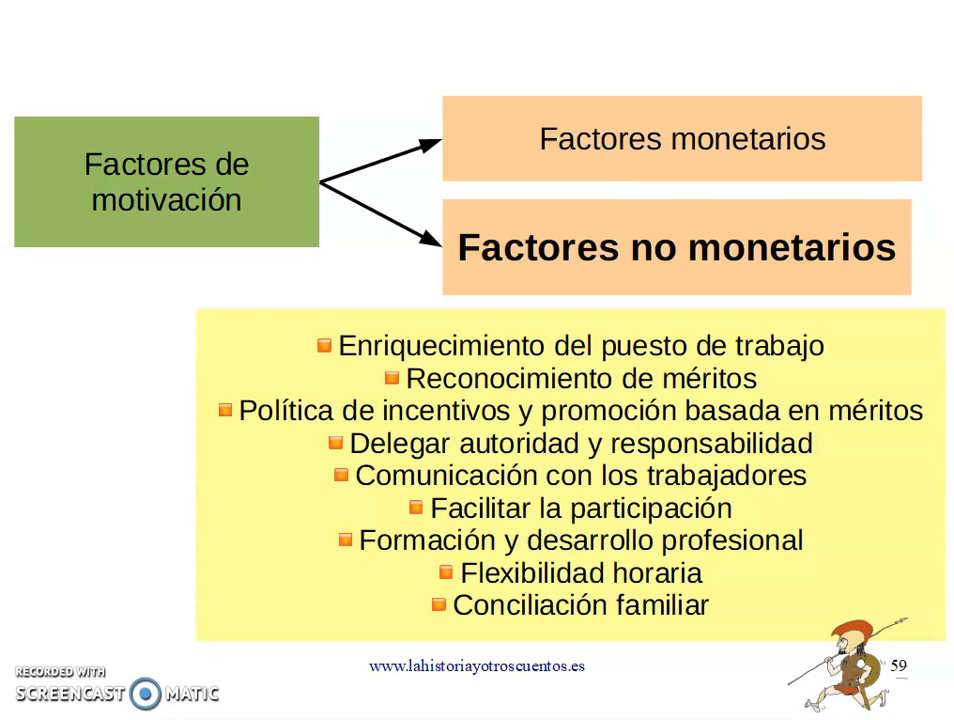 Factores de
motivación
Factores monetarios
Factores no monetarios
Enriquecimiento del puesto de trabajo
Reconocimiento de méritos
Política de incentivos y promoción basada en méritos
Delegar autoridad y responsabilidad
Comunicación con los trabajadores
Facilitar la participación
Formación y desarrollo profesional
Flexibilidad horaria
Conciliación familiar
www.lahistoriayotroscuentos.es
59
RECORDED WITH
SCREENCAST MATIC